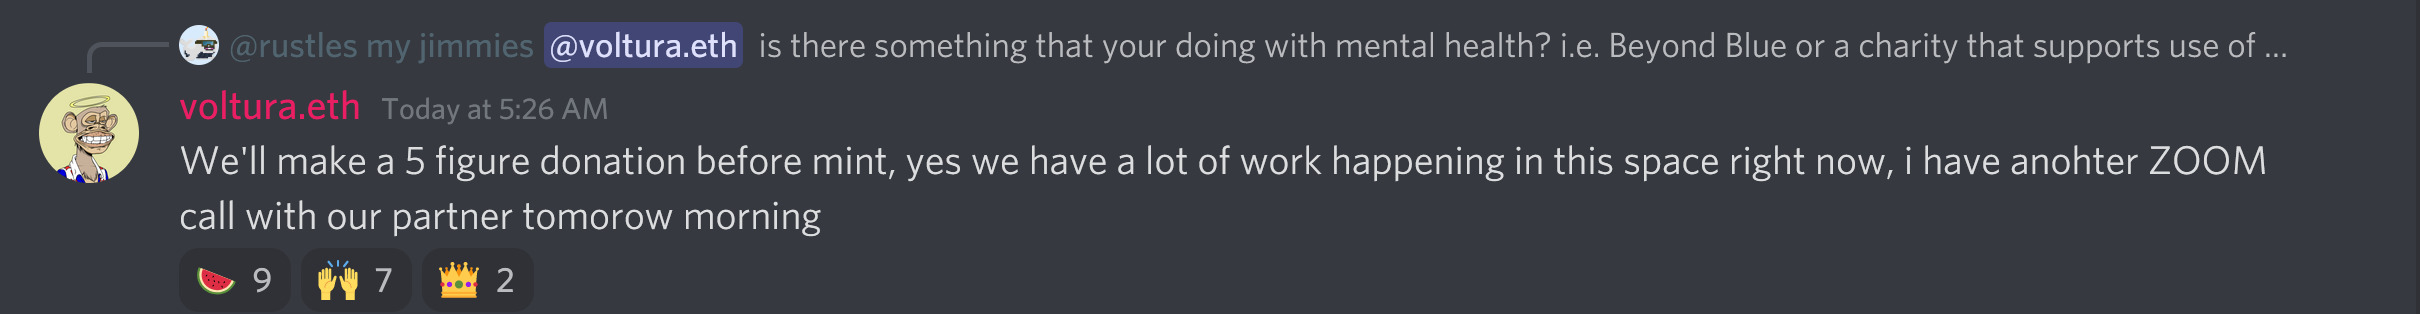 @rustles my jimmies @voltura.eth is there something that your doing with mental health? i.e. Beyond Blue or a charity that supports use of ...
voltura.eth Today at 5:26 AM
We'll make a 5 figure donation before mint, yes we have a lot of work happening in this space right now, i have anohter ZOOM
call with our partner tomorow morning
9 7 2